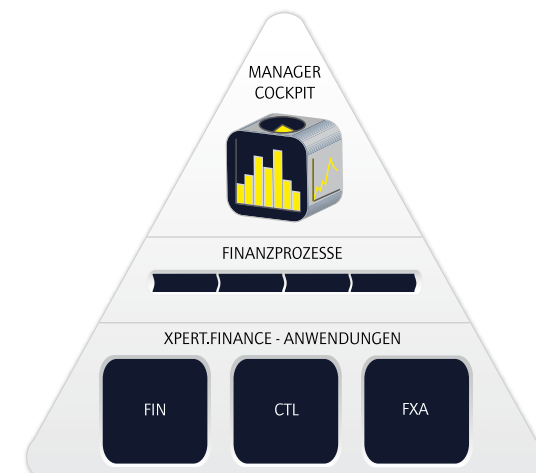 MANAGER
COCKPIT
FINANZPROZESSE
XPERT.FINANCE - ANWENDUNGEN
FIN CTL FXA